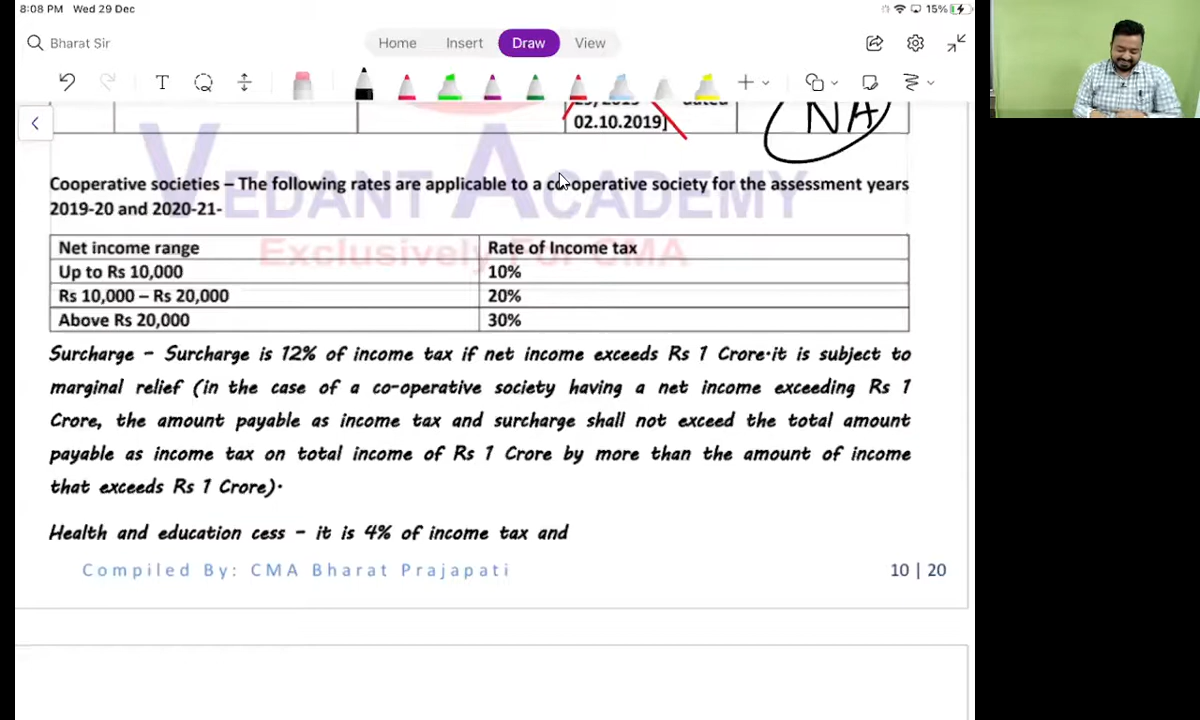 8:08 PM Wed 29 Dec
15%
Bharat Sir
Home Insert Draw View
dated
02.10.2019]
NA
VEDANT ACADEMY
Exclusively For CMA
Cooperative societies – The following rates are applicable to a co-operative society for the assessment years
2019-20 and 2020-21-
Net income range Rate of Income tax
Up to Rs 10,000 10%
Rs 10,000 – Rs 20,000 20%
Above Rs 20,000 30%
Surcharge – Surcharge is 12% of income tax if net income exceeds Rs 1 Crore·it is subject to
marginal relief (in the case of a co-operative society having a net income exceeding Rs 1
Crore, the amount payable as income tax and surcharge shall not exceed the total amount
payable as income tax on total income of Rs 1 Crore by more than the amount of income
that exceeds Rs 1 Crore)·
Health and education cess – it is 4% of income tax and
Compiled By: CMA Bharat Prajapati 10 | 20